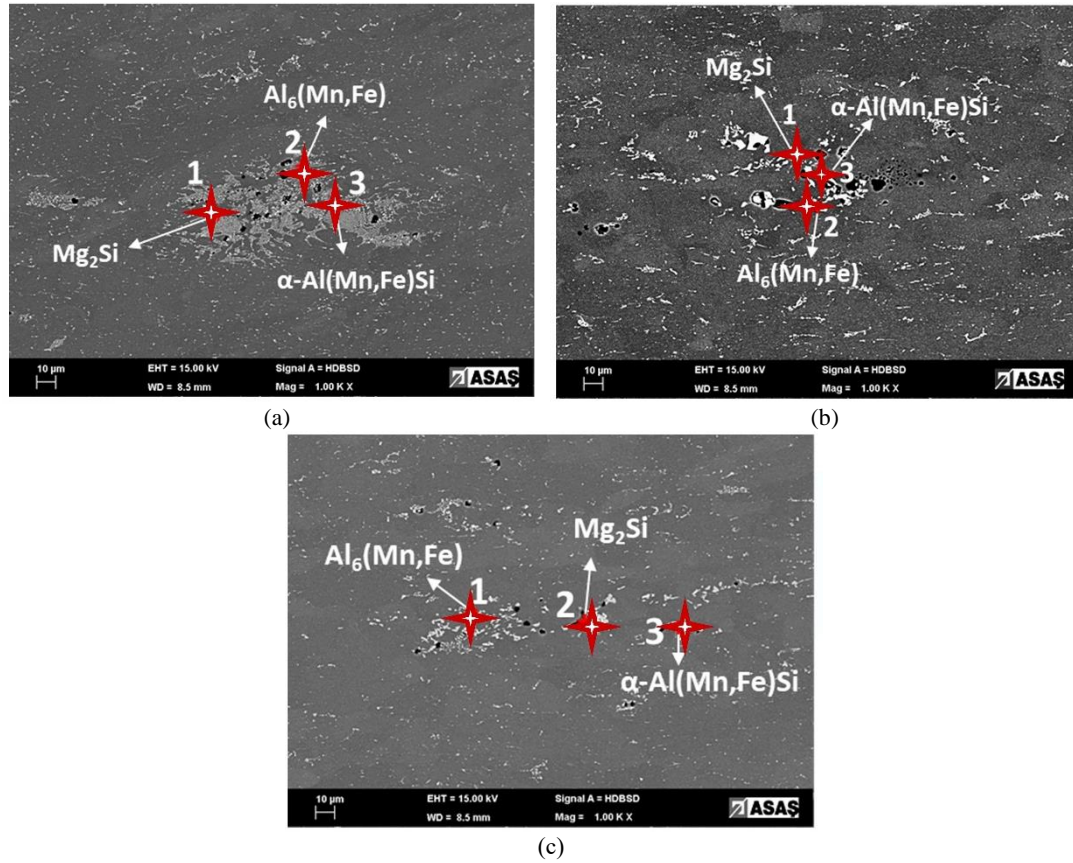 Al₆(Mn,Fe)
2
1
3
Mg₂Si
α-Al(Mn,Fe)Si
10 µm
EHT = 15.00 kV
Signal A = HDBSD
WD = 8.5 mm
Mag = 1.00 K X
ASAŞ
(a)
Mg₂Si
α-Al(Mn,Fe)Si
1
3
2
Al₆(Mn,Fe)
10 µm
EHT = 15.00 kV
Signal A = HDBSD
WD = 8.5 mm
Mag = 1.00 K X
ASAŞ
(b)
Mg₂Si
Al₆(Mn,Fe)
1
2
3
α-Al(Mn,Fe)Si
10 µm
EHT = 15.00 kV
Signal A = HDBSD
WD = 8.5 mm
Mag = 1.00 K X
ASAŞ
(c)